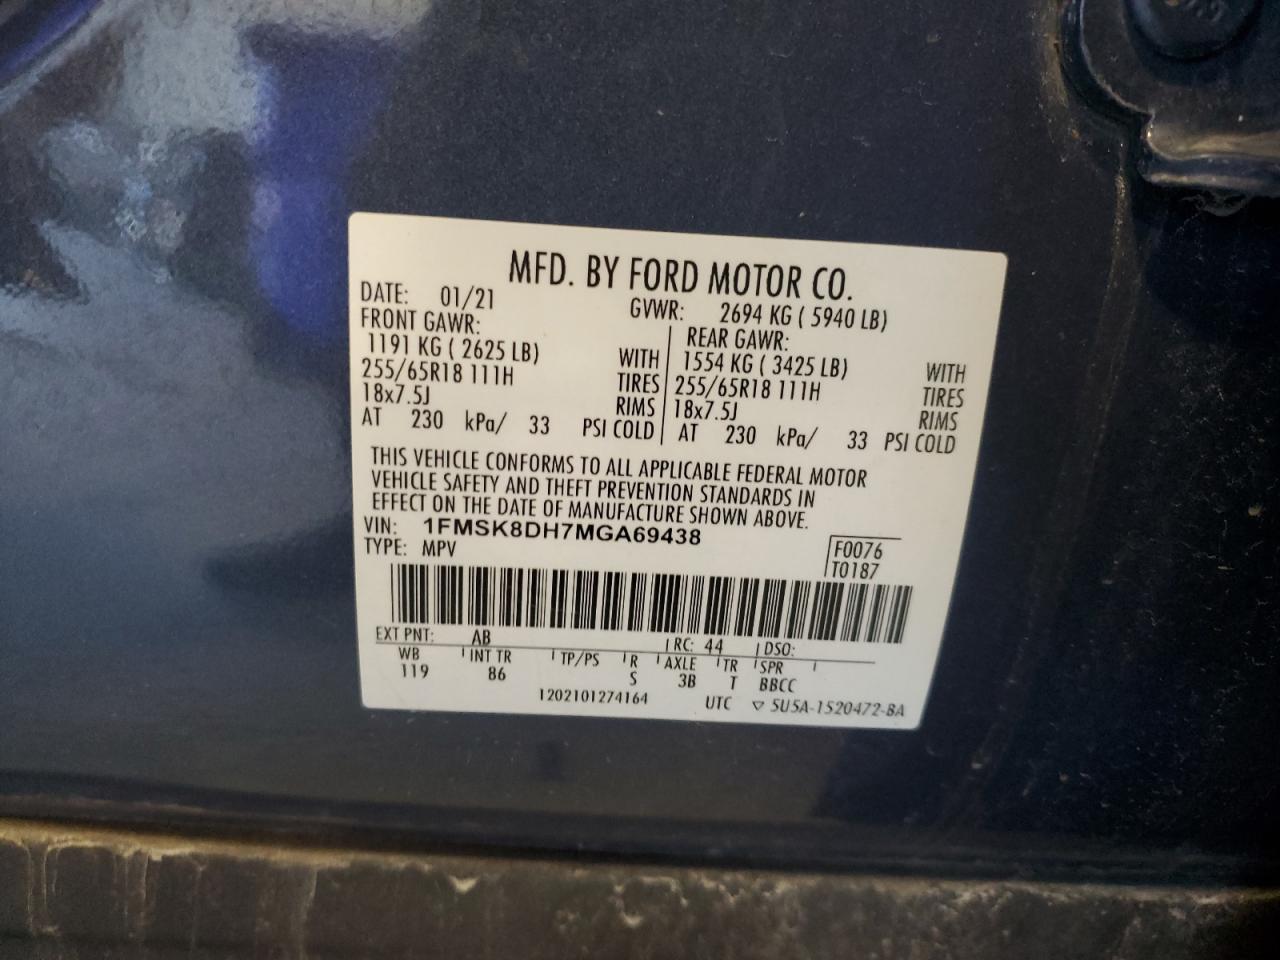 MFD. BY FORD MOTOR CO.
DATE: 01/21 GVWR: 2694 KG ( 5940 LB)
FRONT GAWR: REAR GAWR:
1191 KG ( 2625 LB) WITH 1554 KG ( 3425 LB) WITH
255/65R18 111H TIRES 255/65R18 111H TIRES
18x7.5J RIMS 18x7.5J RIMS
AT 230 kPa/ 33 PSI COLD AT 230 kPa/ 33 PSI COLD
THIS VEHICLE CONFORMS TO ALL APPLICABLE FEDERAL MOTOR
VEHICLE SAFETY AND THEFT PREVENTION STANDARDS IN
EFFECT ON THE DATE OF MANUFACTURE SHOWN ABOVE.
VIN: 1FMSK8DH7MGA69438
TYPE: MPV
F0076
T0187
EXT PNT: AB RC: 44 DSO:
WB INT TR TP/PS R AXLE TR SPR
119 86 S 3B T BBCC
1202101274164 UTC ▽ 5U5A-1520472-BA